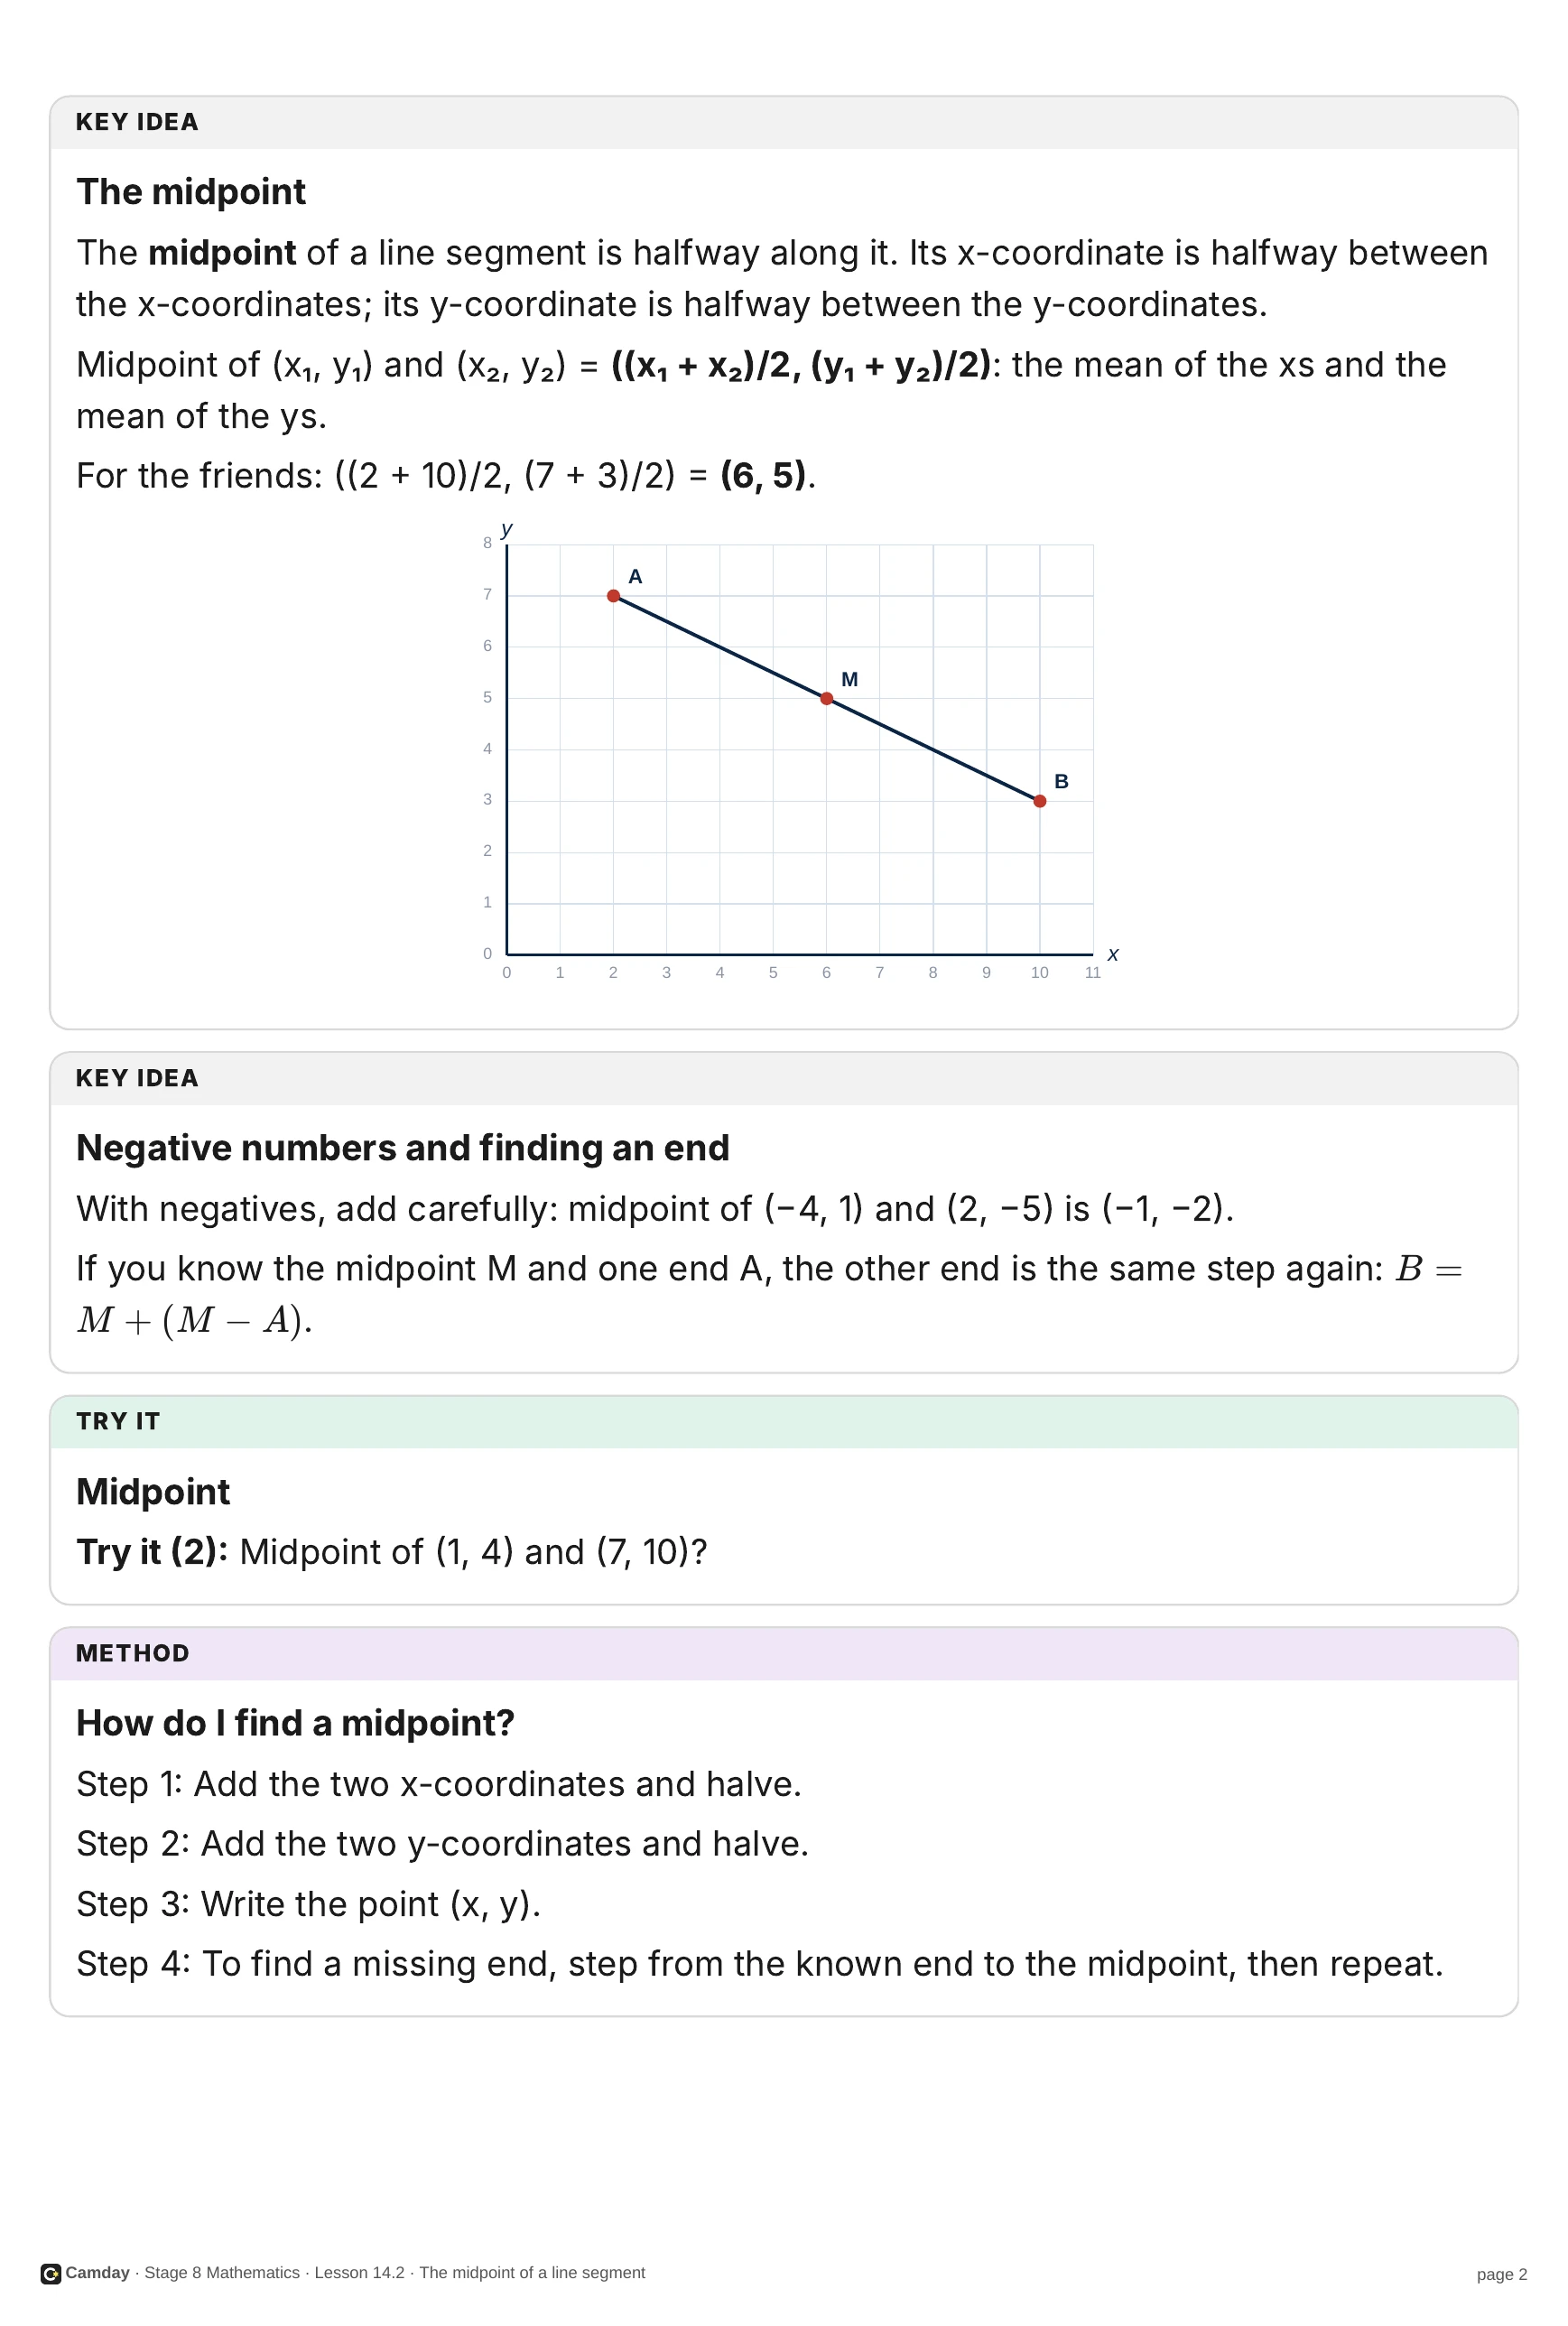 KEY IDEA
The midpoint
The midpoint of a line segment is halfway along it. Its x-coordinate is halfway between
the x-coordinates; its y-coordinate is halfway between the y-coordinates.
Midpoint of (x₁, y₁) and (x₂, y₂) = ((x₁ + x₂)/2, (y₁ + y₂)/2): the mean of the xs and the
mean of the ys.
For the friends: ((2 + 10)/2, (7 + 3)/2) = (6, 5).
y
8
A
7
6
M
5
4
B
3
2
1
0
x
0 1 2 3 4 5 6 7 8 9 10 11
KEY IDEA
Negative numbers and finding an end
With negatives, add carefully: midpoint of (−4, 1) and (2, −5) is (−1, −2).
If you know the midpoint M and one end A, the other end is the same step again: B =
M + (M − A).
TRY IT
Midpoint
Try it (2): Midpoint of (1, 4) and (7, 10)?
METHOD
How do I find a midpoint?
Step 1: Add the two x-coordinates and halve.
Step 2: Add the two y-coordinates and halve.
Step 3: Write the point (x, y).
Step 4: To find a missing end, step from the known end to the midpoint, then repeat.
Camday · Stage 8 Mathematics · Lesson 14.2 · The midpoint of a line segment
page 2